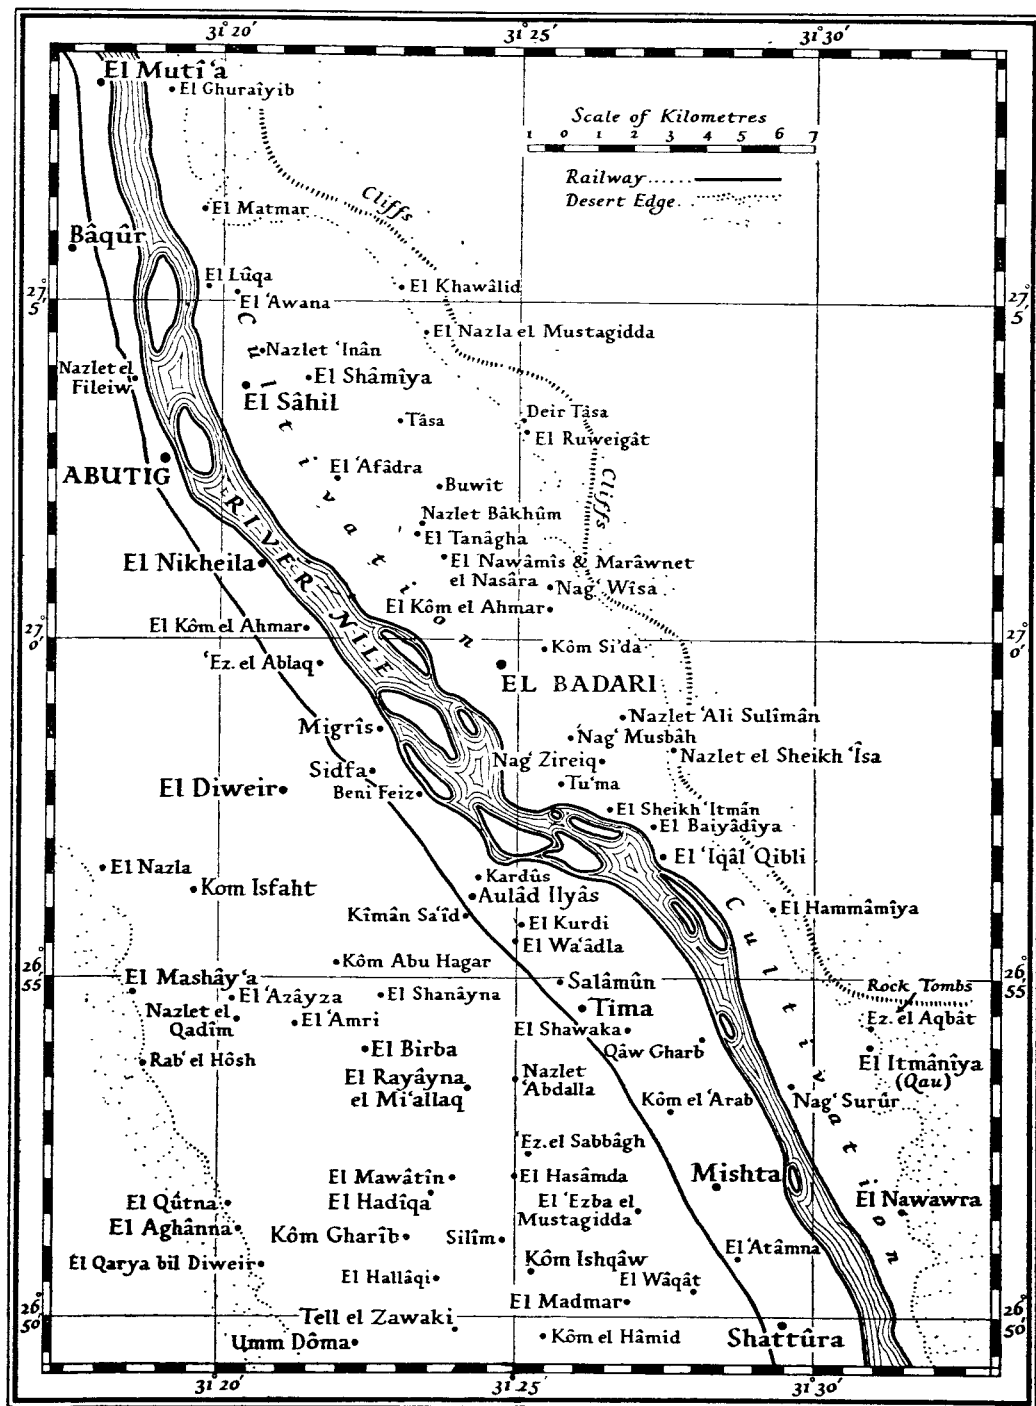 31° 20'
31° 25'
31° 30'
El Mutî'a
El Ghuraîyib
Scale of Kilometres
1 0 1 2 3 4 5 6 7
Railway
Desert Edge
Cliffs
El Matmar
Bâqûr
El Lûqa
El Khawâlid
27° 5'
El 'Awana
27° 5'
Cultivation
El Nazla el Mustagidda
Nazlet 'Inân
Nazlet el
Fileiw
El Shâmîya
El Sâhil
Tâsa
Deir Tâsa
El Ruweigât
ABUTIG
El 'Afâdra
Buwît
Cliffs
RIVER NILE
Nazlet Bâkhûm
El Tanâgha
El Nikheila
El Nawâmîs & Marâwnet
el Nasâra
Nag' Wîsa
El Kôm el Ahmar
El Kôm el Ahmar
27° 0'
27° 0'
Kôm Si'da
'Ez. el Ablaq
EL BADARI
Nazlet 'Ali Sulîmân
Migrîs
Nag' Musbâh
Nazlet el Sheikh 'Îsa
Nag' Zireiq
Sidfa
Tu'ma
El Diweir
Beni Feiz
El Sheikh 'Itmân
El Baiyâdîya
El 'Iqâl Qibli
El Nazla
Kardûs
Kom Isfaht
Aulâd Ilyâs
Cultivation
El Hammâmîya
Kîmân Sa'îd
El Kurdi
El Wa'âdla
Kôm Abu Hagar
26° 55'
26° 55'
El Mashây'a
Salâmûn
Rock Tombs
El 'Azâyza
El Shanâyna
Nazlet el
Qadîm
Tima
Ez. el Aqbât
El 'Amri
El Shawaka
El Birba
Qâw Gharb
Rab' el Hôsh
El Itmânîya
(Qau)
El Rayâyna
el Mi'allaq
Nazlet
'Abdalla
Kôm el 'Arab
Nag' Surûr
'Ez. el Sabbâgh
El Mawâtîn
El Hasâmda
Mishta
El Qûtna
El Hadîqa
El 'Ezba el
Mustagidda
El Nawawra
El Aghânna
Kôm Gharîb
Silîm
El Qarya bil Diweir
El 'Atâmna
Kôm Ishqâw
El Hallâqi
El Wâqât
El Madmar
26° 50'
26° 50'
Tell el Zawaki
Umm Dôma
Kôm el Hâmid
Shattûra
31° 20'
31° 25'
31° 30'